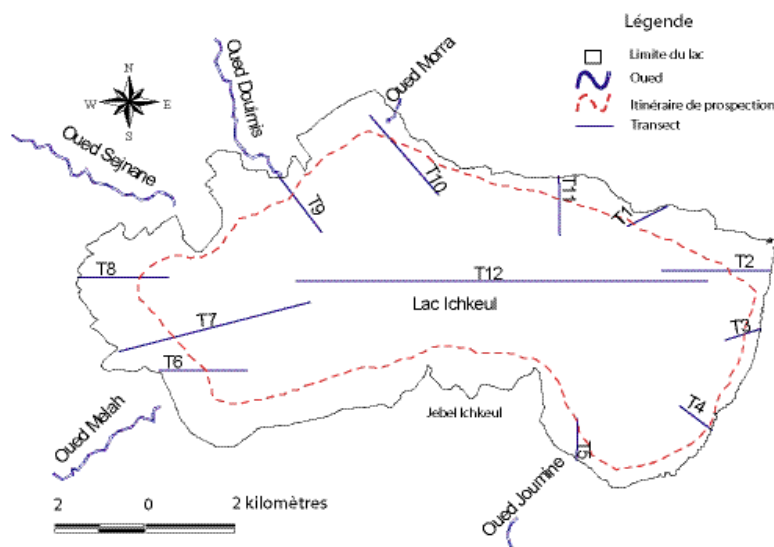 Légende
Limite du lac
Oued
Itinéraire de prospection
Transect
N
W E
S
Oued Sejnane
Oued Douimis
Oued Morra
T9
T10
T11
T1
T2
T8
T12
Lac Ichkeul
T7
T3
T6
T4
Jebel Ichkeul
T5
Oued Melah
Oued Joumine
2 0 2 kilomètres